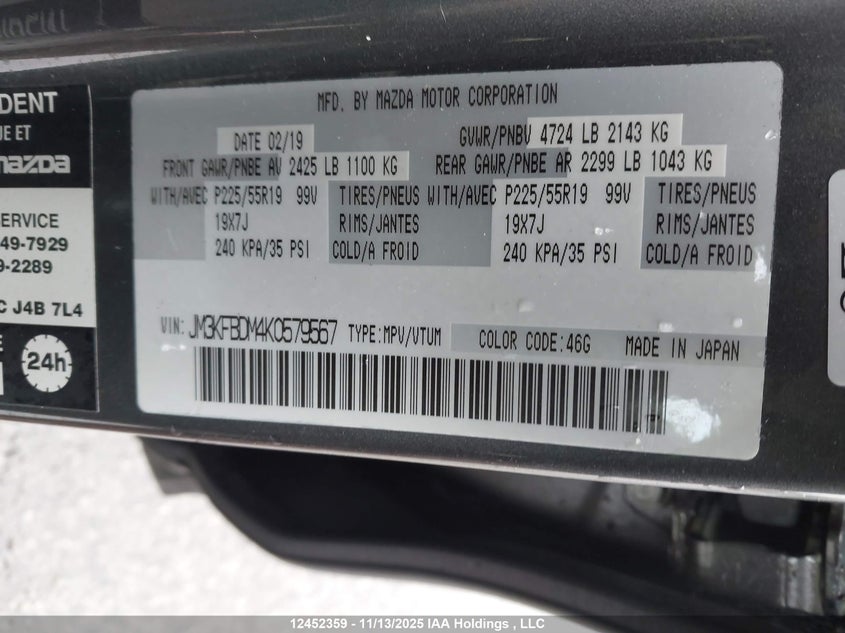 DENT
UE ET
mazda
SERVICE
49-7929
9-2289
C J4B 7L4
E
24h
MFD. BY MAZDA MOTOR CORPORATION
DATE 02/19 GVWR/PNBV 4724 LB 2143 KG
FRONT GAWR/PNBE AV 2425 LB 1100 KG REAR GAWR/PNBE AR 2299 LB 1043 KG
WITH/AVEC P225/55R19 99V TIRES/PNEUS WITH/AVEC P225/55R19 99V TIRES/PNEUS
19X7J RIMS/JANTES 19X7J RIMS/JANTES
240 KPA/35 PSI COLD/A FROID 240 KPA/35 PSI COLD/A FROID
VIN: JM3KFBDM4K0579567 TYPE:MPV/VTUM COLOR CODE:46G MADE IN JAPAN
12452359 - 11/13/2025 IAA Holdings , LLC